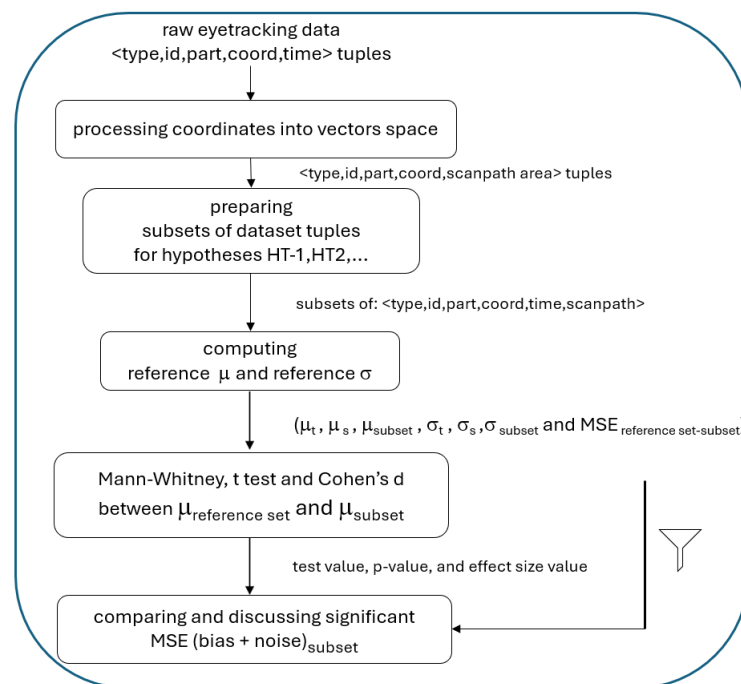 raw eyetracking data
<type,id,part,coord,time> tuples
processing coordinates into vectors space
<type,id,part,coord,scanpath area> tuples
preparing
subsets of dataset tuples
for hypotheses HT-1,HT2,...
subsets of: <type,id,part,coord,time,scanpath>
computing
reference μ and reference σ
(μt , μ s , μsubset , σt , σs ,σsubset and MSE reference set-subset)
Mann-Whitney, t test and Cohen's d
between μreference set and μsubset
test value, p-value, and effect size value
comparing and discussing significant
MSE (bias + noise)subset